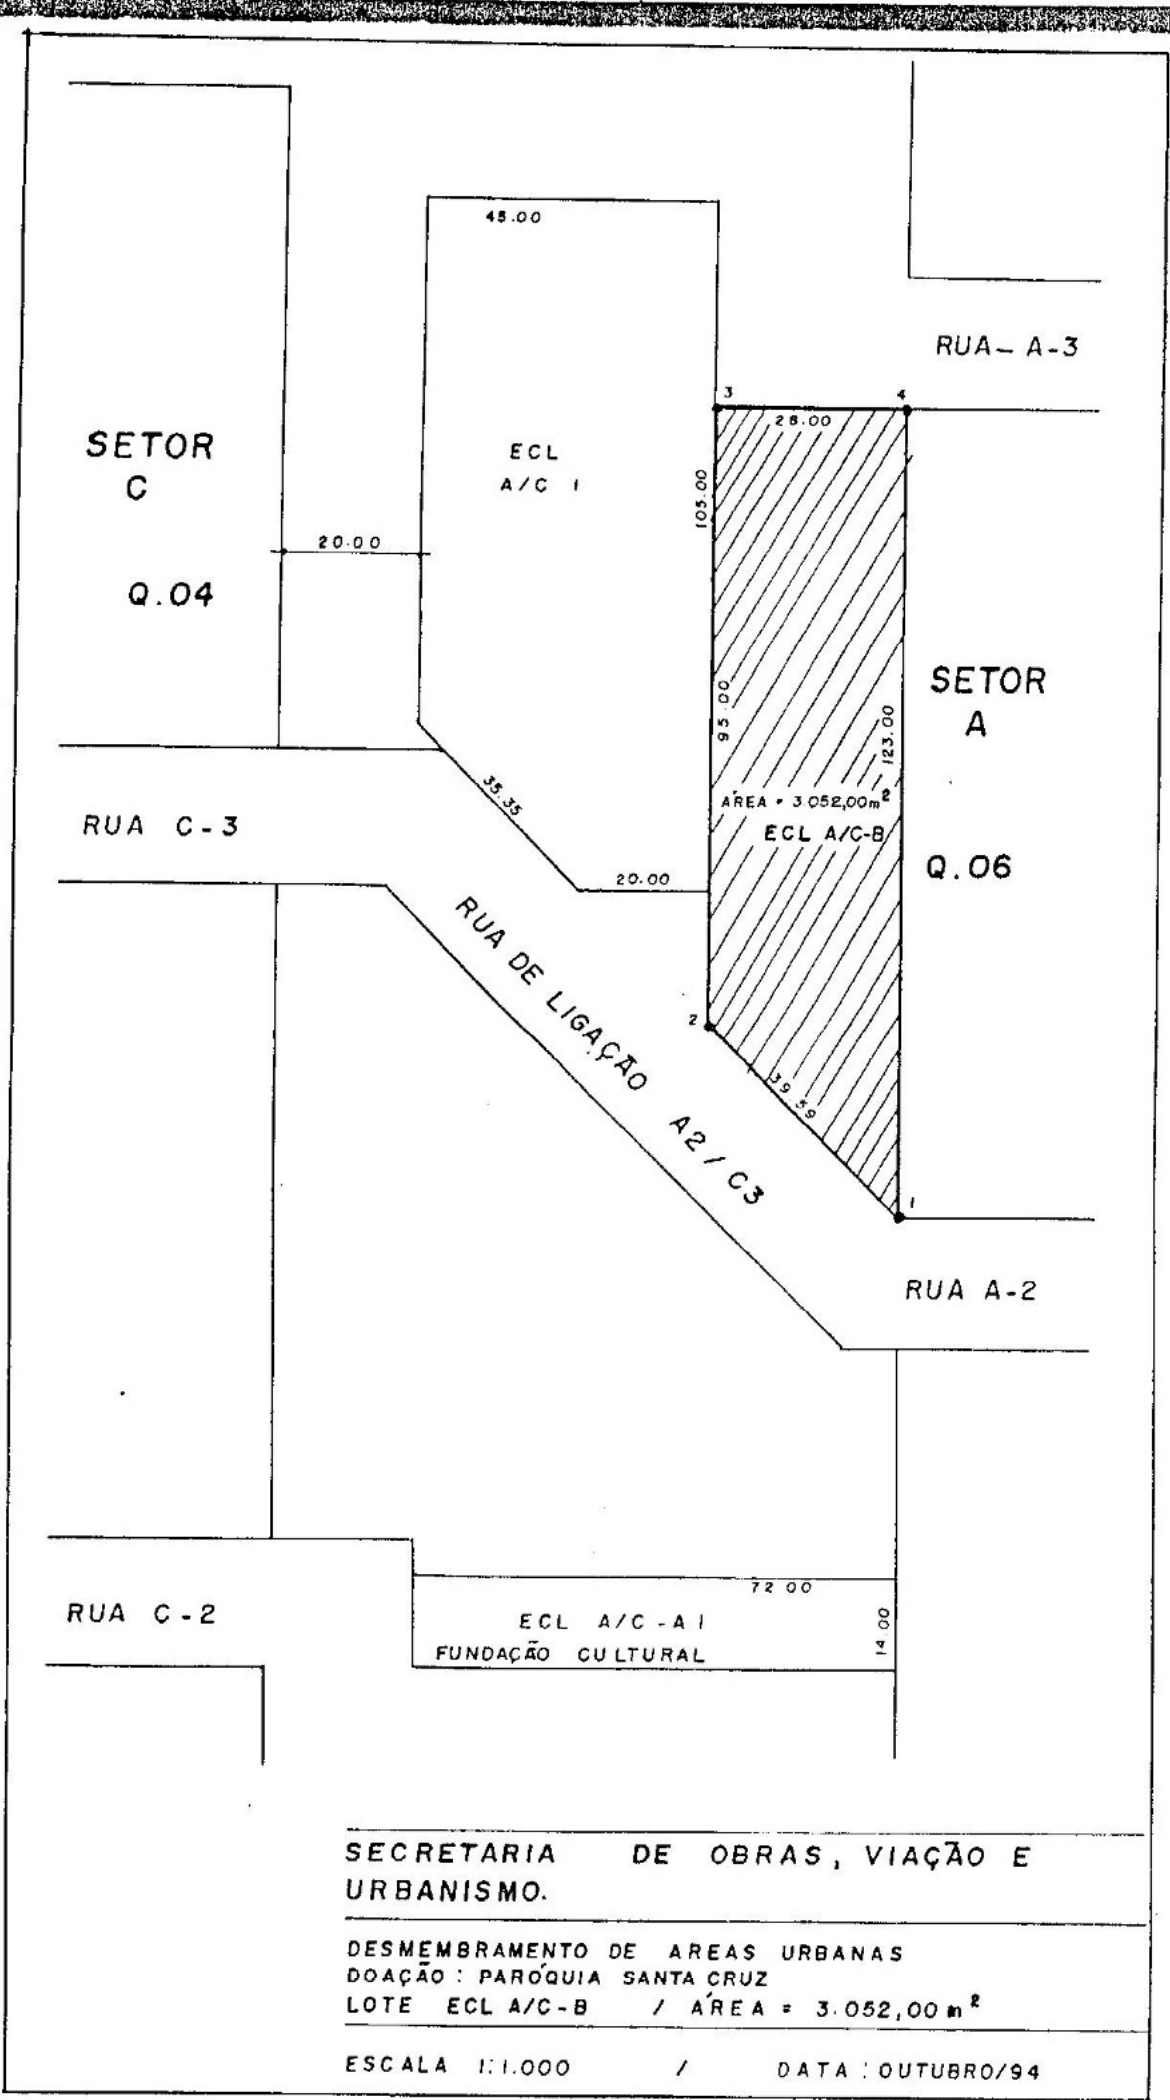 45.00
RUA- A-3
3
4
28.00
SETOR
C
ECL
A/C 1
105.00
20.00
Q.04
SETOR
A
95.00
123.00
35.35
ÁREA = 3.052,00m²
RUA C-3
ECL A/C-B
Q.06
20.00
RUA DE LIGAÇÃO A2/C3
2
39.59
1
RUA A-2
72.00
RUA C-2
ECL A/C-A1
14.00
FUNDAÇÃO CULTURAL
SECRETARIA DE OBRAS, VIAÇÃO E
URBANISMO.
DESMEMBRAMENTO DE AREAS URBANAS
DOAÇÃO: PARÓQUIA SANTA CRUZ
LOTE ECL A/C-B / ÁREA = 3.052,00 m²
ESCALA 1:1.000 / DATA: OUTUBRO/94